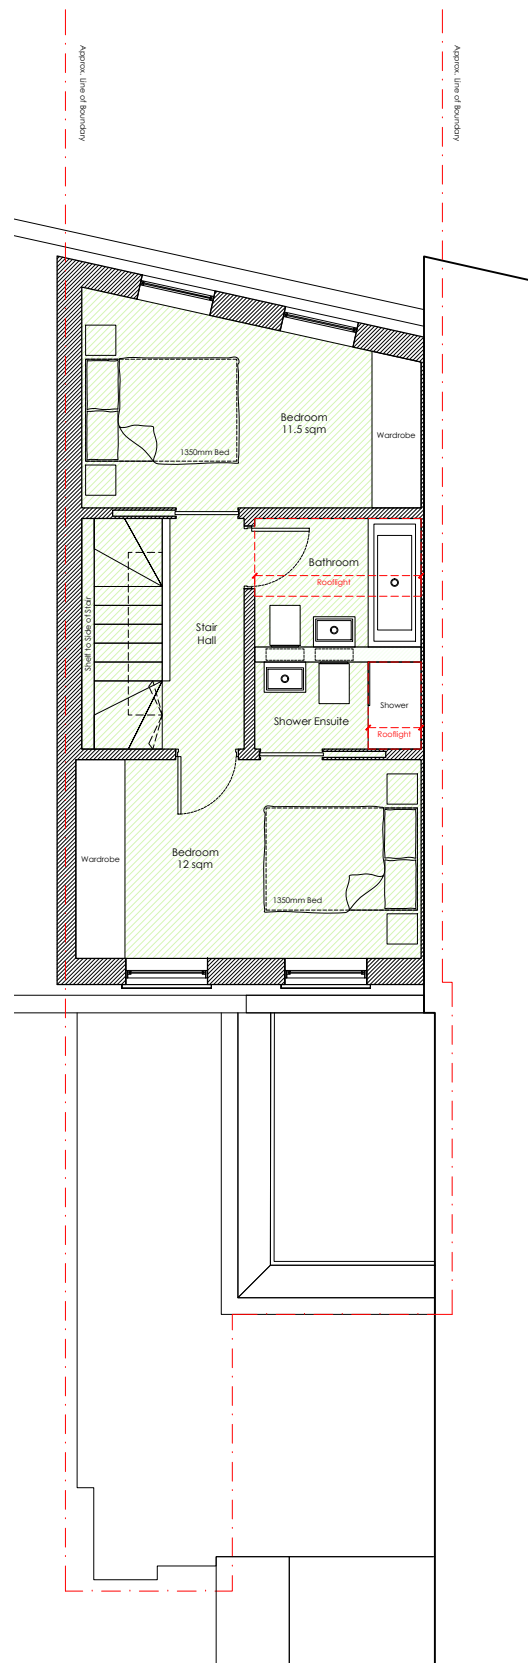 Approx. Line of Boundary
Approx. Line of Boundary
Bedroom
11.5 sqm
Wardrobe
1350mm Bed
Bathroom
Rooflight
Shelf to Side of Stair
Stair
Hall
Shower
Shower Ensuite
Rooflight
Bedroom
12 sqm
Wardrobe
1350mm Bed